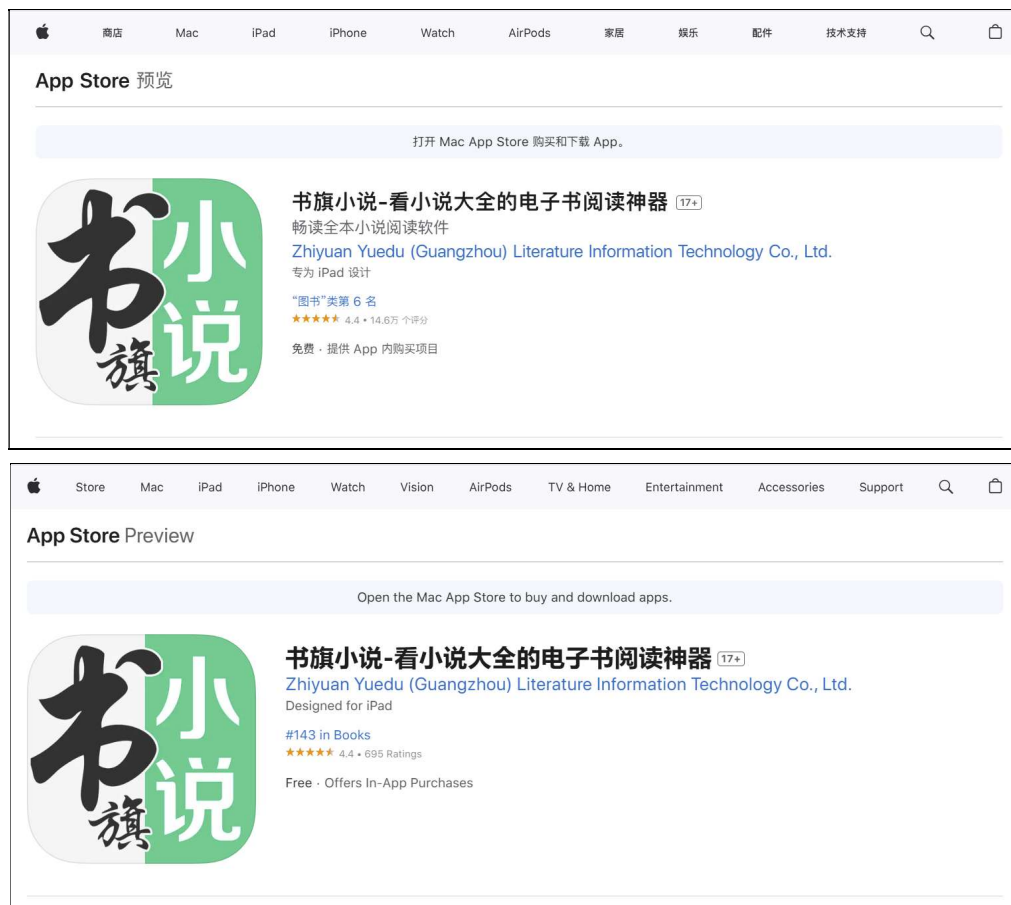 商店 Mac iPad iPhone Watch AirPods 家居 娱乐 配件 技术支持
App Store 预览
打开 Mac App Store 购买和下载 App。
书旗小说
书旗小说-看小说大全的电子书阅读神器 17+
畅读全本小说阅读软件
Zhiyuan Yuedu (Guangzhou) Literature Information Technology Co., Ltd.
专为 iPad 设计
“图书”类第 6 名
★★★★★ 4.4 • 14.6万 个评分
免费 · 提供 App 内购买项目
Store Mac iPad iPhone Watch Vision AirPods TV & Home Entertainment Accessories Support
App Store Preview
Open the Mac App Store to buy and download apps.
书旗小说
书旗小说-看小说大全的电子书阅读神器 17+
Zhiyuan Yuedu (Guangzhou) Literature Information Technology Co., Ltd.
Designed for iPad
#143 in Books
★★★★★ 4.4 • 695 Ratings
Free · Offers In-App Purchases